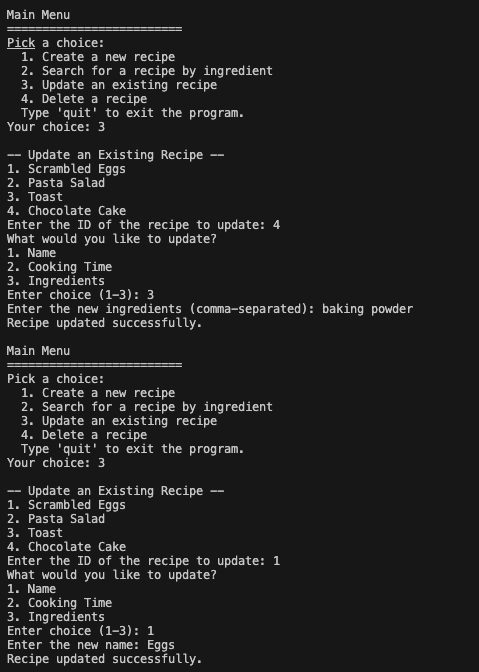 Main Menu
=========================
Pick a choice:
  1. Create a new recipe
  2. Search for a recipe by ingredient
  3. Update an existing recipe
  4. Delete a recipe
  Type 'quit' to exit the program.
Your choice: 3

-- Update an Existing Recipe --
1. Scrambled Eggs
2. Pasta Salad
3. Toast
4. Chocolate Cake
Enter the ID of the recipe to update: 4
What would you like to update?
1. Name
2. Cooking Time
3. Ingredients
Enter choice (1-3): 3
Enter the new ingredients (comma-separated): baking powder
Recipe updated successfully.

Main Menu
=========================
Pick a choice:
  1. Create a new recipe
  2. Search for a recipe by ingredient
  3. Update an existing recipe
  4. Delete a recipe
  Type 'quit' to exit the program.
Your choice: 3

-- Update an Existing Recipe --
1. Scrambled Eggs
2. Pasta Salad
3. Toast
4. Chocolate Cake
Enter the ID of the recipe to update: 1
What would you like to update?
1. Name
2. Cooking Time
3. Ingredients
Enter choice (1-3): 1
Enter the new name: Eggs
Recipe updated successfully.